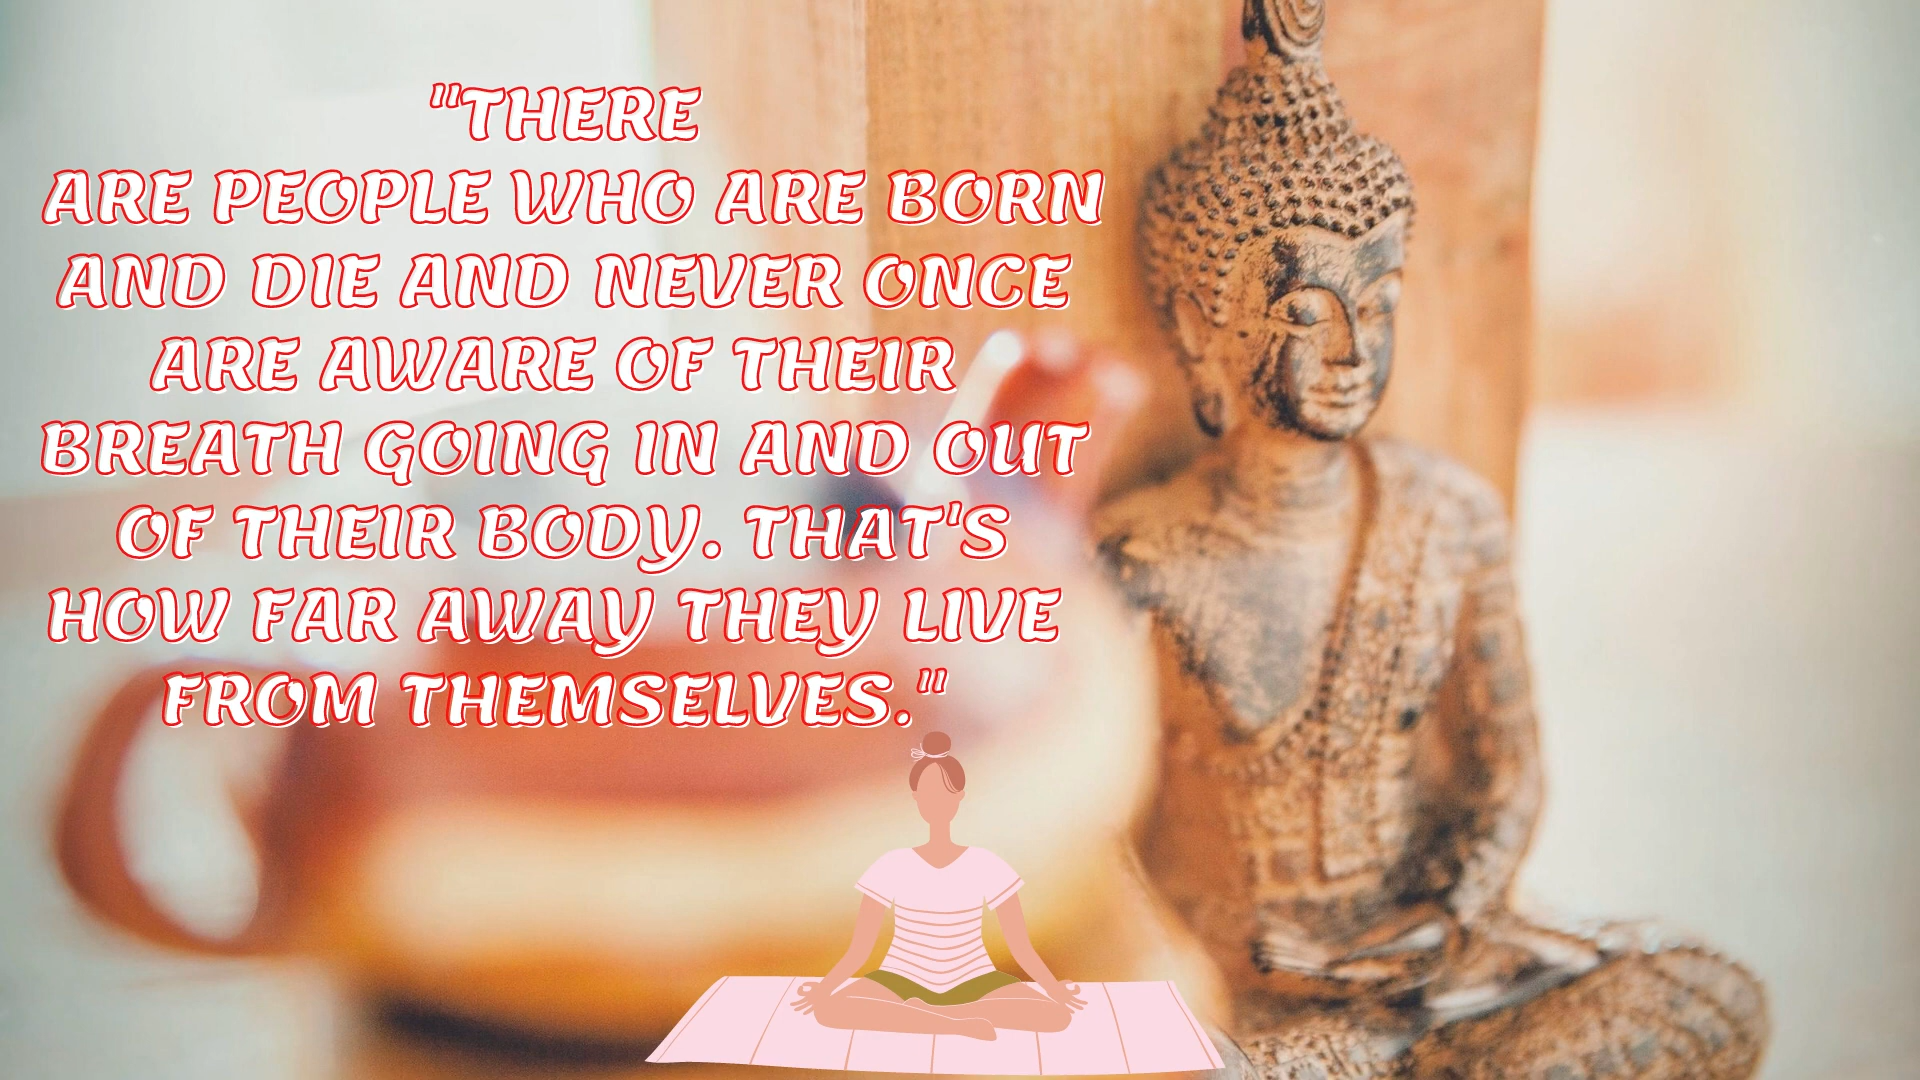 "THERE
ARE PEOPLE WHO ARE BORN
AND DIE AND NEVER ONCE
ARE AWARE OF THEIR
BREATH GOING IN AND OUT
OF THEIR BODY. THAT'S
HOW FAR AWAY THEY LIVE
FROM THEMSELVES."